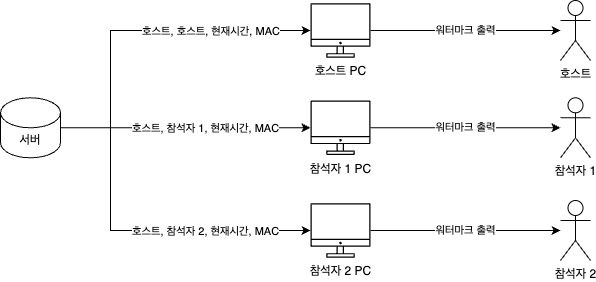 호스트, 호스트, 현재시간, MAC
워터마크 출력
호스트 PC
호스트
서버
호스트, 참석자 1, 현재시간, MAC
워터마크 출력
참석자 1 PC
참석자 1
호스트, 참석자 2, 현재시간, MAC
워터마크 출력
참석자 2 PC
참석자 2